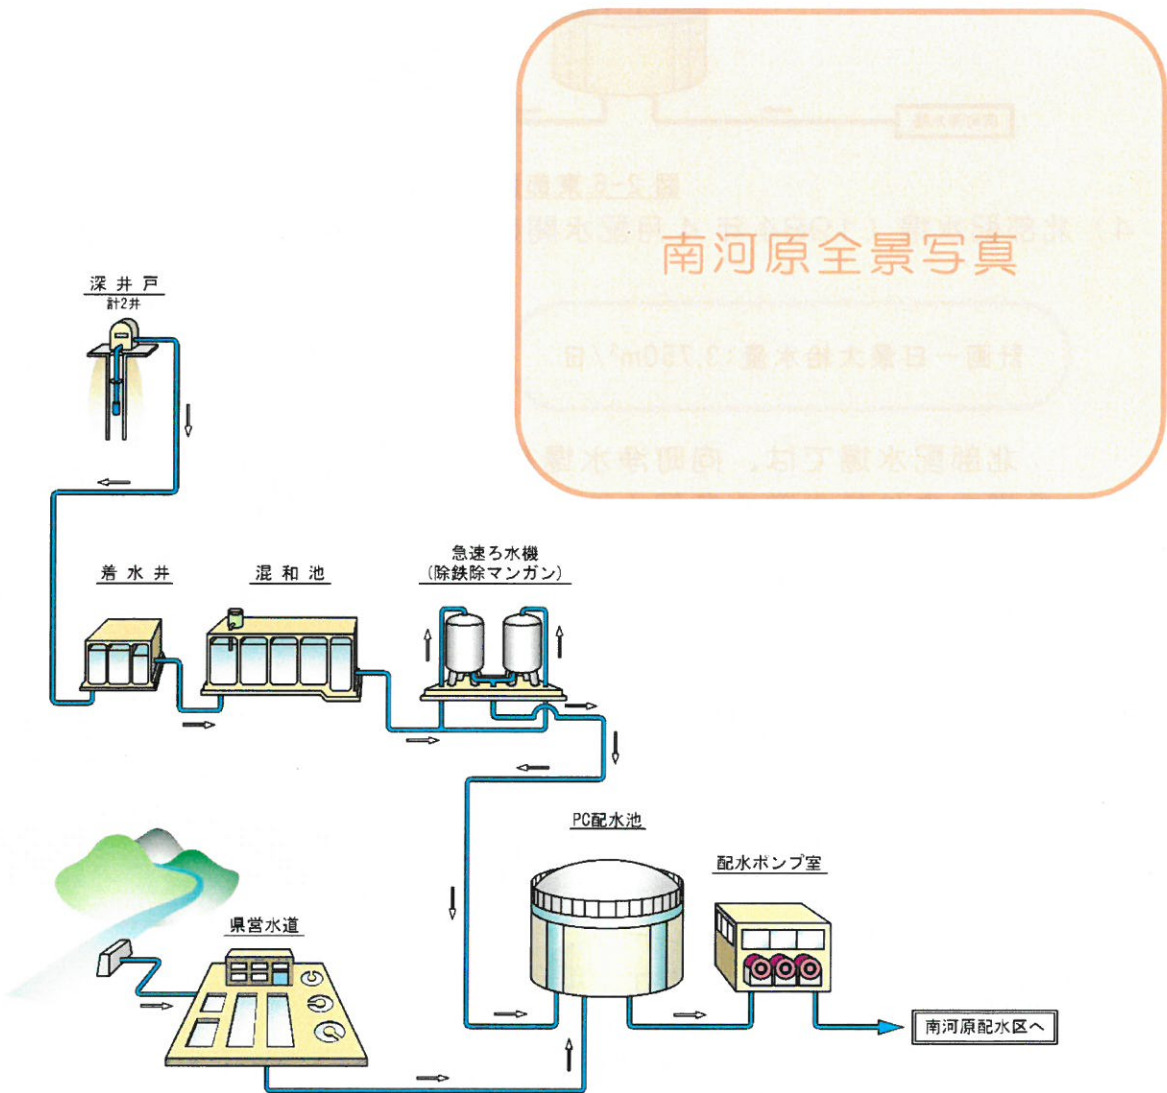 南河原全景写真
深井戸
計2井
着水井
混和池
急速ろ水機
(除鉄除マンガン)
PC配水池
配水ポンプ室
県営水道
南河原配水区へ